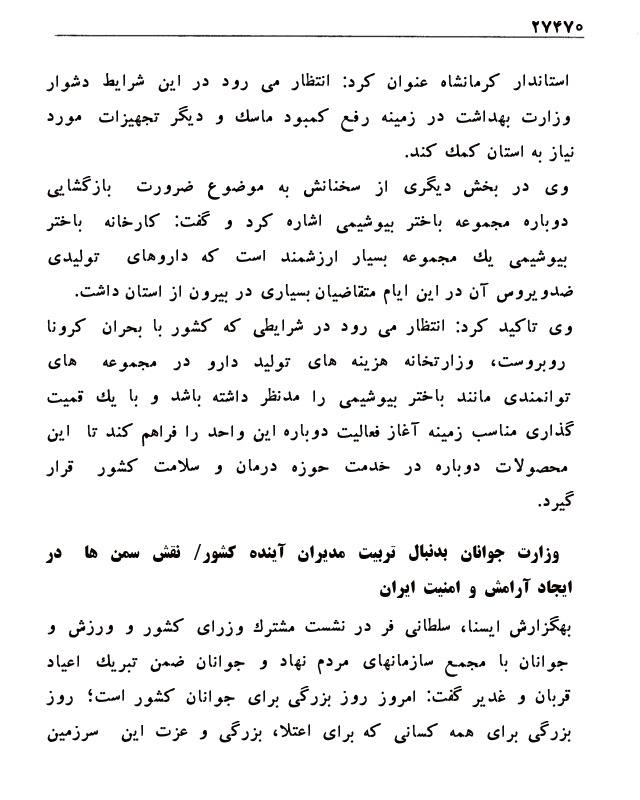 ۲۷۴۷۰
استاندار کرمانشاه عنوان کرد: انتظار می رود در این شرایط دشوار
وزارت بهداشت در زمینه رفع کمبود ماسک و دیگر تجهیزات مورد
نیاز به استان کمک کند.
وی در بخش دیگری از سخنانش به موضوع ضرورت بازگشایی
دوباره مجموعه باختر بیوشیمی اشاره کرد و گفت: کارخانه باختر
بیوشیمی یک مجموعه بسیار ارزشمند است که داروهای تولیدی
ضدویروس آن در این ایام متقاضیان بسیاری در بیرون از استان داشت.
وی تاکید کرد: انتظار می رود در شرایطی که کشور با بحران کرونا
روبروست، وزارتخانه هزینه های تولید دارو در مجموعه های
توانمندی مانند باختر بیوشیمی را مدنظر داشته باشد و با یک قمیت
گذاری مناسب زمینه آغاز فعالیت دوباره این واحد را فراهم کند تا این
محصولات دوباره در خدمت حوزه درمان و سلامت کشور قرار
گیرد.
وزارت جوانان بدنبال تربیت مدیران آینده کشور/ نقش سمن ها در
ایجاد آرامش و امنیت ایران
بهگزارش ایسنا، سلطانی فر در نشست مشترک وزرای کشور و ورزش و
جوانان با مجمع سازمانهای مردم نهاد و جوانان ضمن تبریک اعیاد
قربان و غدیر گفت: امروز روز بزرگی برای جوانان کشور است؛ روز
بزرگی برای همه کسانی که برای اعتلا، بزرگی و عزت این سرزمین